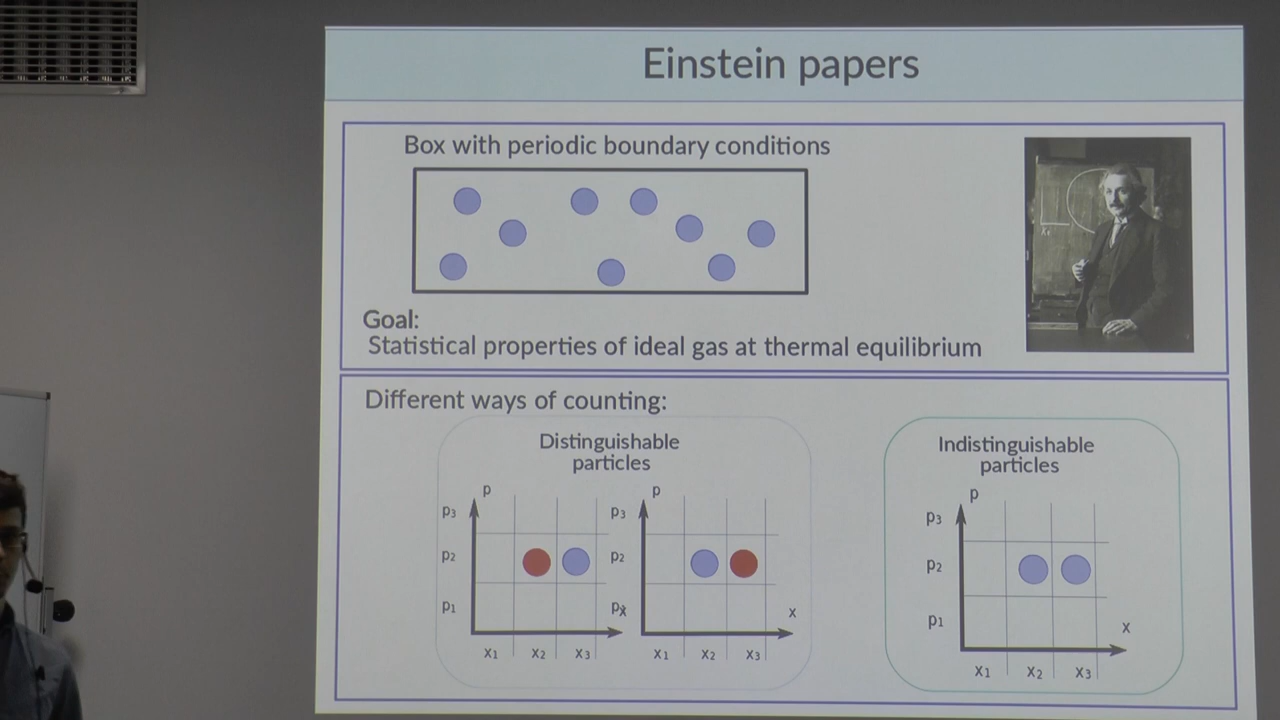 Einstein papers
Box with periodic boundary conditions
Goal:
Statistical properties of ideal gas at thermal equilibrium
Different ways of counting:
Distinguishable
particles
p
p3
p2
p1
x1 x2 x3
p
p3
p2
x
x1 x2 x3
Indistinguishable
particles
p
p3
p2
p1
x
x1 x2 x3